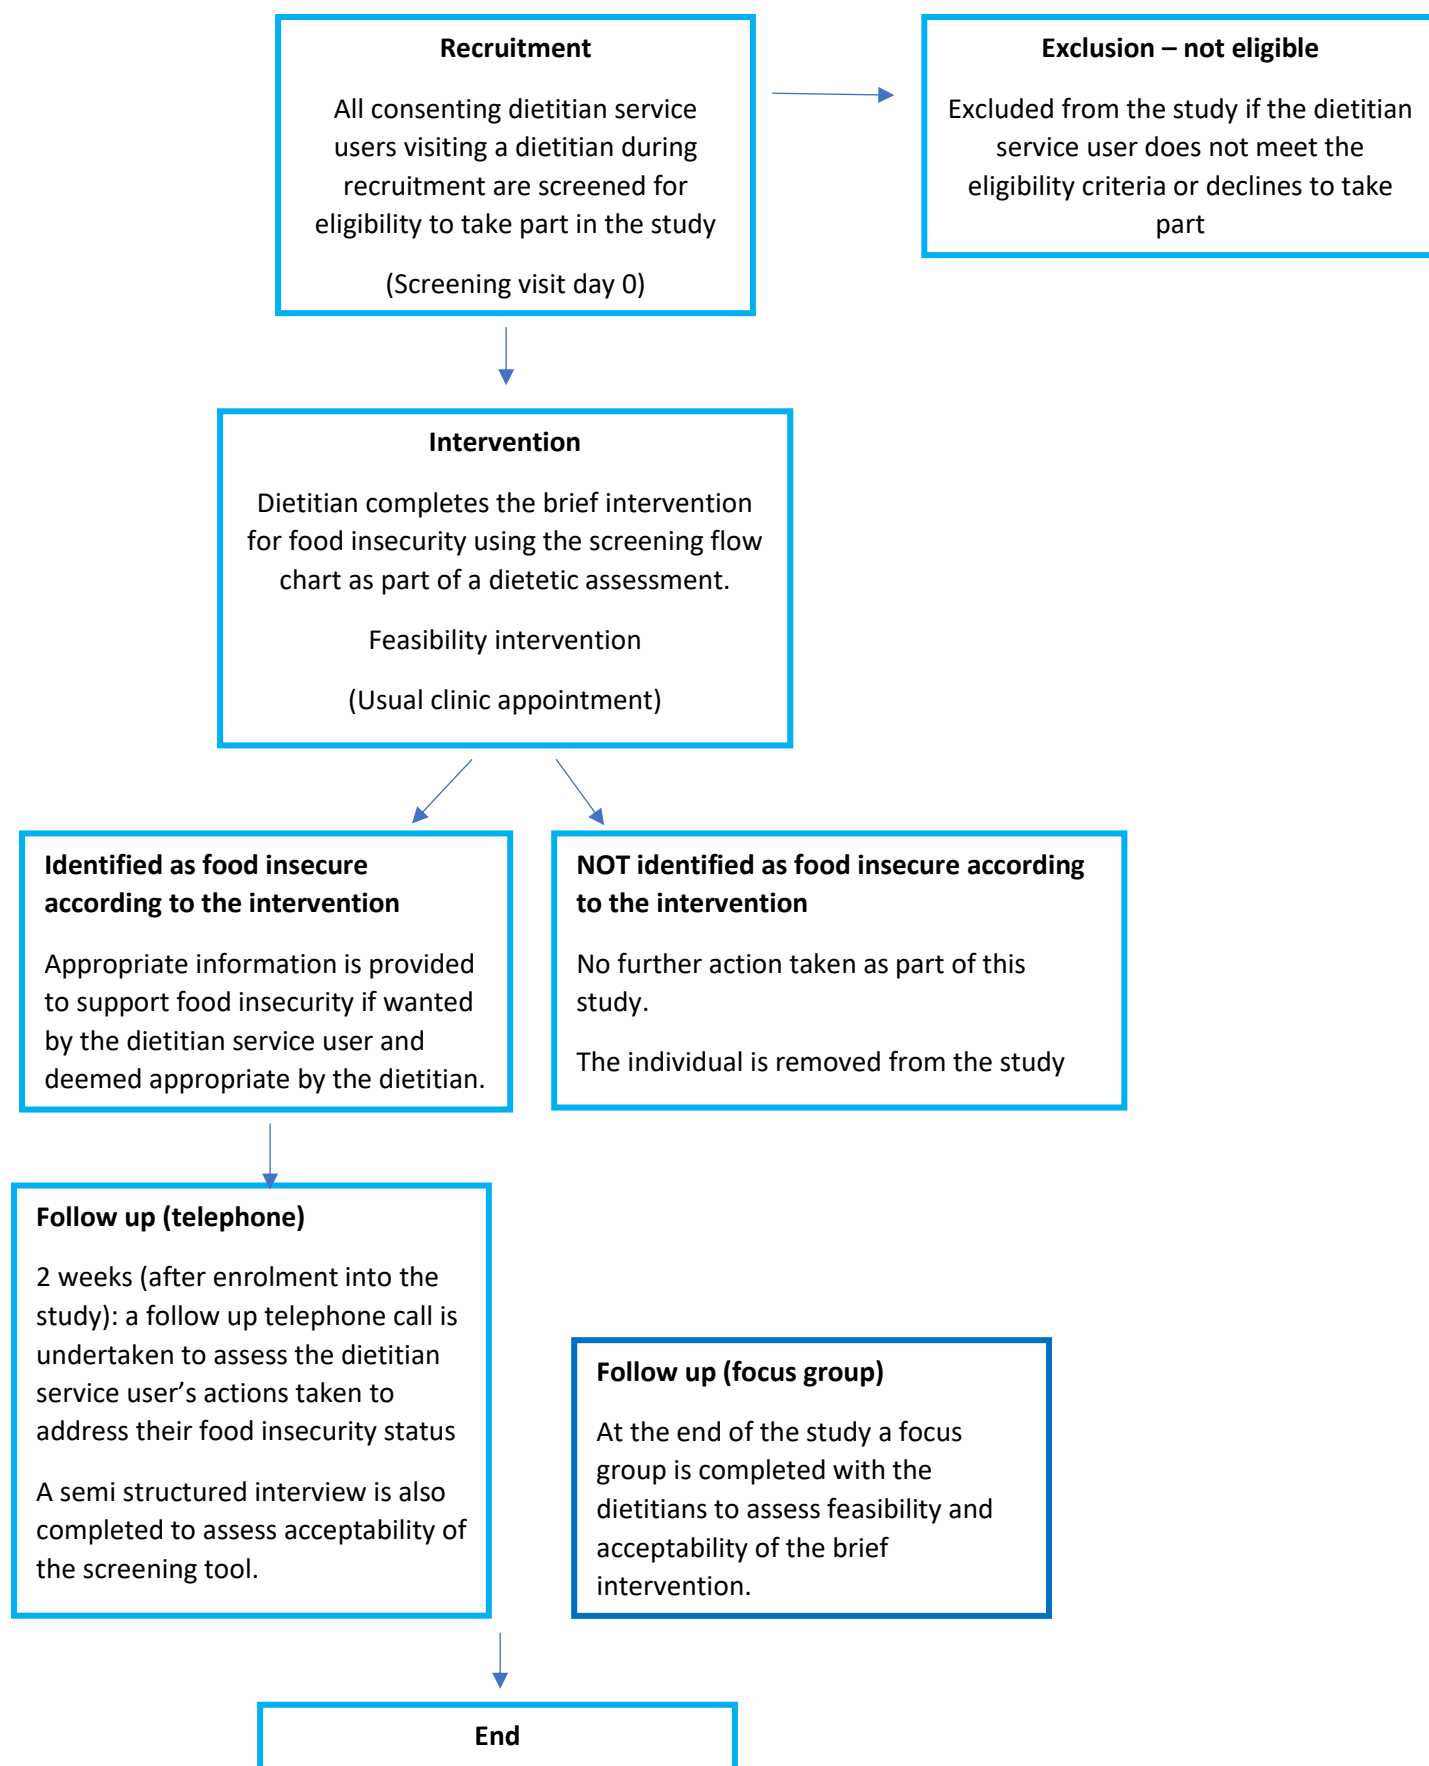 Recruitment
All consenting dietitian service
users visiting a dietitian during
recruitment are screened for
eligibility to take part in the study
(Screening visit day 0)
Exclusion – not eligible
Excluded from the study if the dietitian
service user does not meet the
eligibility criteria or declines to take
part
Intervention
Dietitian completes the brief intervention
for food insecurity using the screening flow
chart as part of a dietetic assessment.
Feasibility intervention
(Usual clinic appointment)
Identified as food insecure
according to the intervention
Appropriate information is provided
to support food insecurity if wanted
by the dietitian service user and
deemed appropriate by the dietitian.
NOT identified as food insecure according
to the intervention
No further action taken as part of this
study.
The individual is removed from the study
Follow up (telephone)
2 weeks (after enrolment into the
study): a follow up telephone call is
undertaken to assess the dietitian
service user’s actions taken to
address their food insecurity status
A semi structured interview is also
completed to assess acceptability of
the screening tool.
Follow up (focus group)
At the end of the study a focus
group is completed with the
dietitians to assess feasibility and
acceptability of the brief
intervention.
End